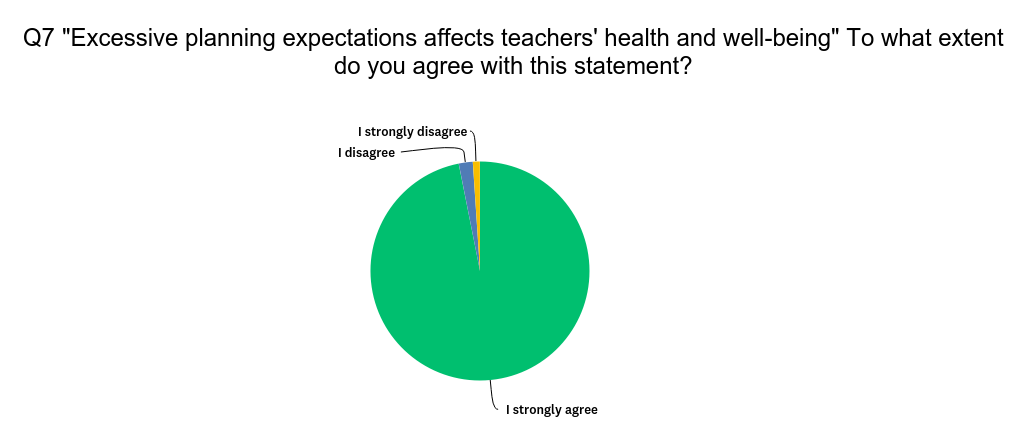 Q7 "Excessive planning expectations affects teachers' health and well-being" To what extent
do you agree with this statement?
I strongly disagree
I disagree
I strongly agree